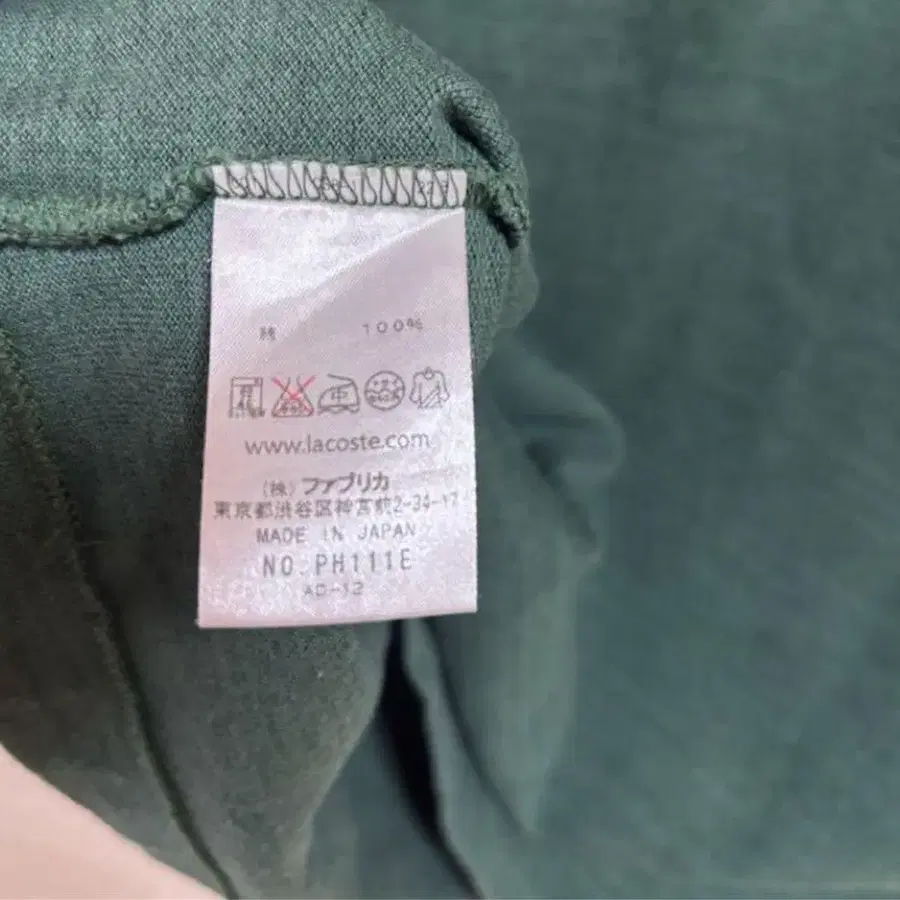 綿 100%
www.lacoste.com
(株)ファブリカ
東京都渋谷区神宮前2-34-17
MADE IN JAPAN
NO. PH111E
AD-12